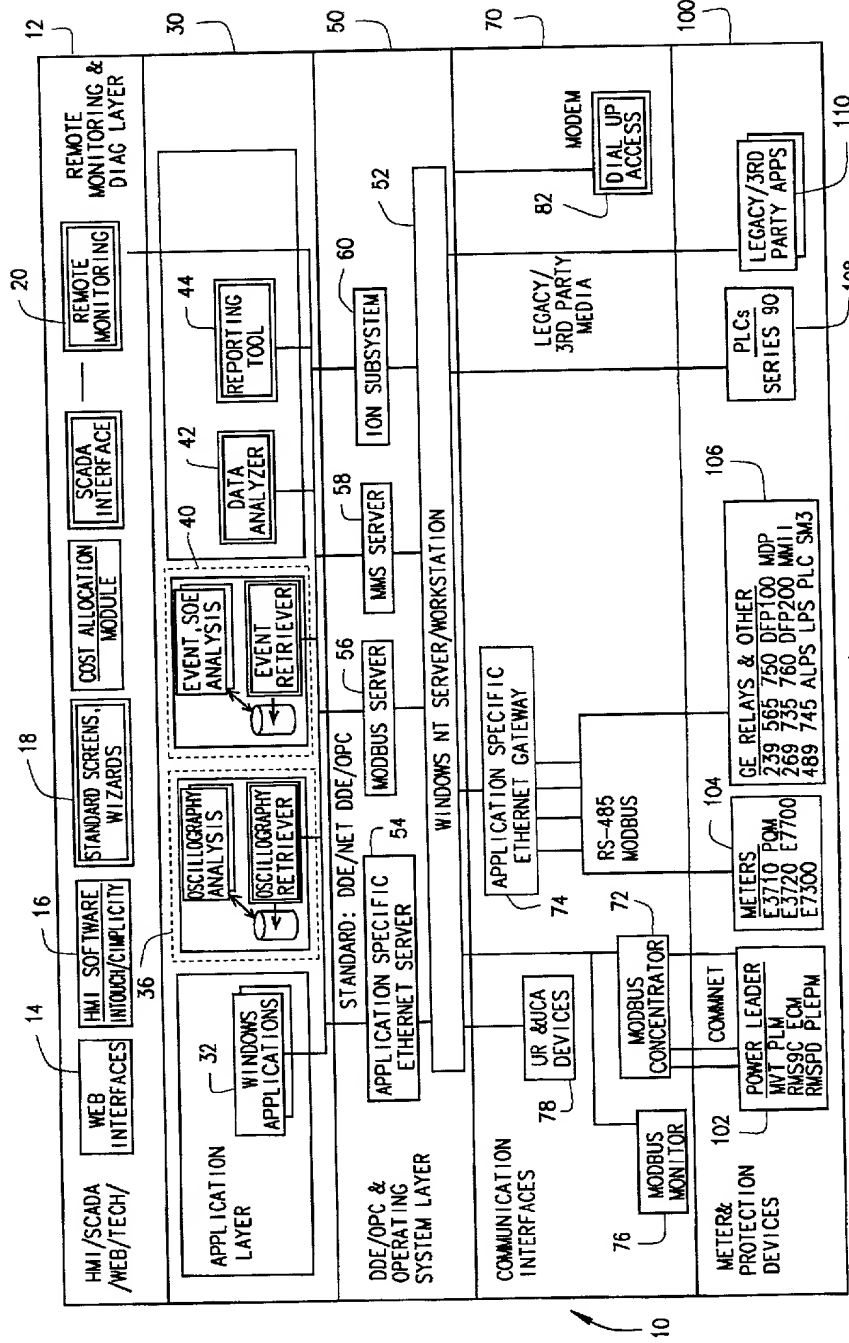 12
30
50
70
100
REMOTE
MONITORING &
DIAG LAYER
20
REMOTE
MONITORING
SCADA
INTERFACE
COST ALLOCATION
MODULE
18
STANDARD SCREENS,
WIZARDS
16
HMI SOFTWARE
INTOUCH/CIMPLICITY
14
WEB
INTERFACES
HMI/SCADA
/WEB/TECH/
36
44
REPORTING
TOOL
42
DATA
ANALYZER
40
EVENT, SOE
ANALYSIS
EVENT
RETRIEVER
OSCILLOGRAPHY
ANALYSIS
OSCILLOGRAPHY
RETRIEVER
32
WINDOWS
APPLICATIONS
APPLICATION
LAYER
STANDARD: DDE/NET DDE/OPC
52
60
ION SUBSYSTEM
58
MMS SERVER
56
MODBUS SERVER
54
APPLICATION SPECIFIC
ETHERNET SERVER
DDE/OPC &
OPERATING
SYSTEM LAYER
WINDOWS NT SERVER/WORKSTATION
MODEM
DIAL UP
ACCESS
82
LEGACY/
3RD PARTY
MEDIA
APPLICATION SPECIFIC
ETHERNET GATEWAY
74
RS-485
MODBUS
72
MODBUS
CONCENTRATOR
COMMNET
UR &UCA
DEVICES
78
MODBUS
MONITOR
76
COMMUNICATION
INTERFACES
110
LEGACY/3RD
PARTY APPS
PLCs
SERIES 90
106
GE RELAYS & OTHER
239 565 750 DFP100 MDP
269 735 760 DFP200 MMII
489 745 ALPS LPS PLC SM3
104
METERS
E3710 PQM
E3720 E7700
E7300
POWER LEADER
MVT PLM
RMS9C ECM
RMSPD PLEPM
102
METER&
PROTECTION
DEVICES
10